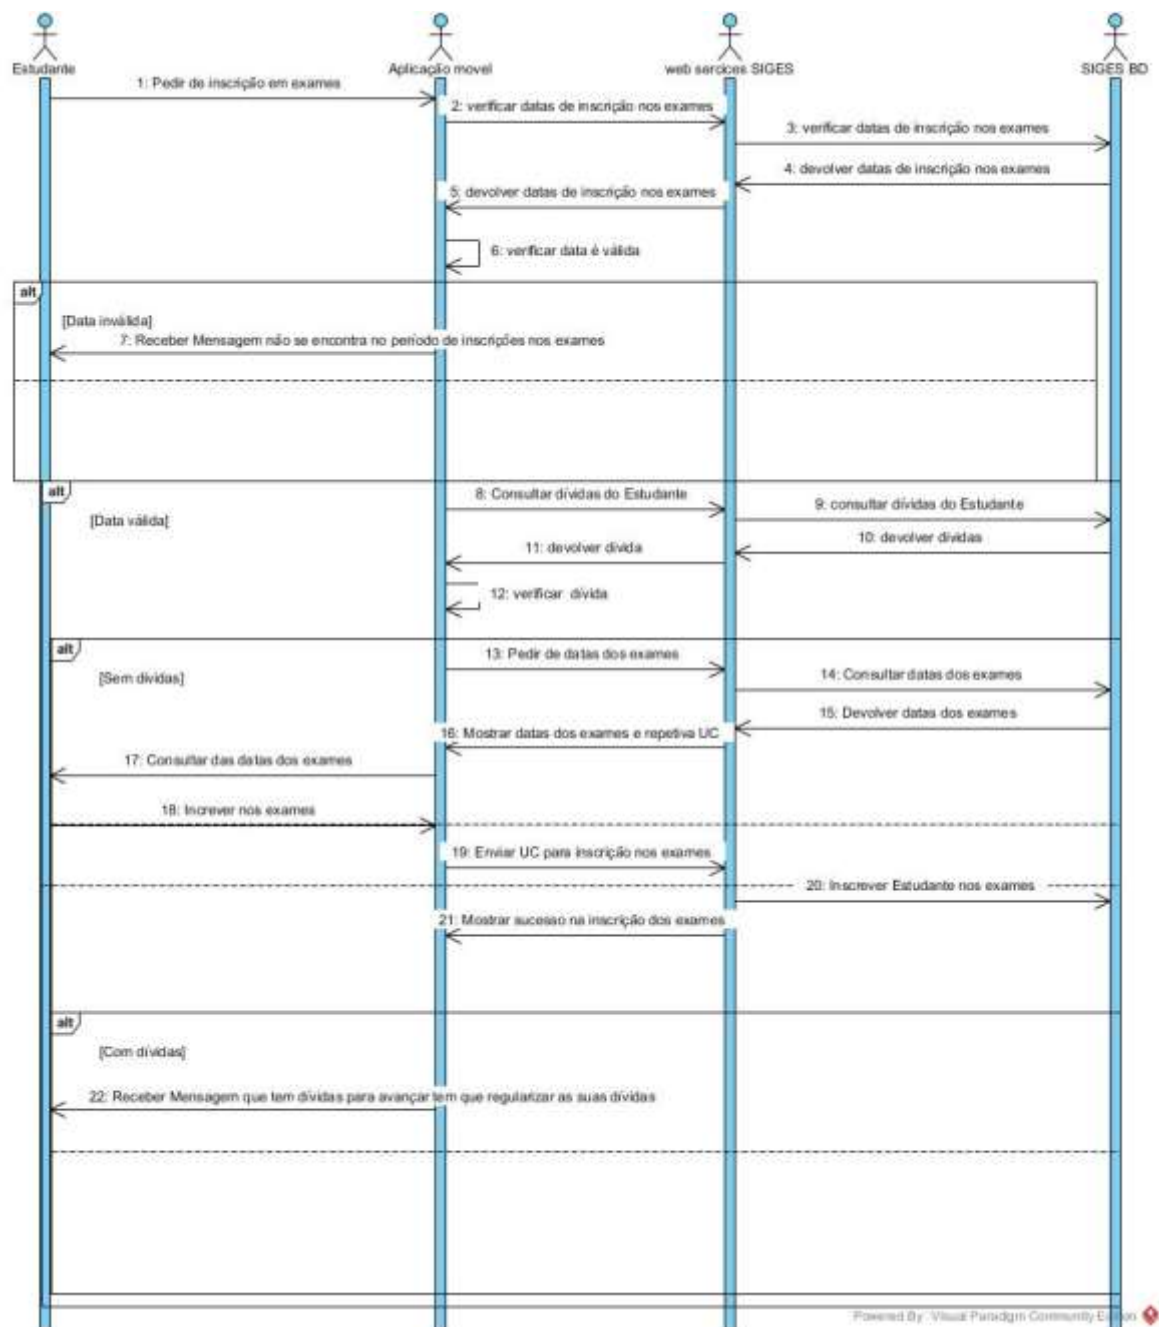 Estudante
Aplicação movel
web sercices SIGES
SIGES BD
1: Pedir de inscrição em exames
2: verificar datas de inscrição nos exames
3: verificar datas de inscrição nos exames
4: devolver datas de inscrição nos exames
5: devolver datas de inscrição nos exames
6: verificar data é válida
alt
[Data inválida]
7: Receber Mensagem não se encontra no periodo de inscrições nos exames
alt
[Data válida]
8: Consultar dívidas do Estudante
9: consultar dívidas do Estudante
10: devolver dívidas
11: devolver dívida
12: verificar dívida
alt
[Sem dívidas]
13: Pedir de datas dos exames
14: Consultar datas dos exames
15: Devolver datas dos exames
16: Mostrar datas dos exames e repetiva UC
17: Consultar das datas dos exames
18: Increver nos exames
19: Enviar UC para inscrição nos exames
20: Inscrever Estudante nos exames
21: Mostrar sucesso na inscrição dos exames
alt
[Com dívidas]
22: Receber Mensagem que tem dívidas para avançar tem que regularizar as suas dívidas
Powered By Visual Paradigm Community Edition